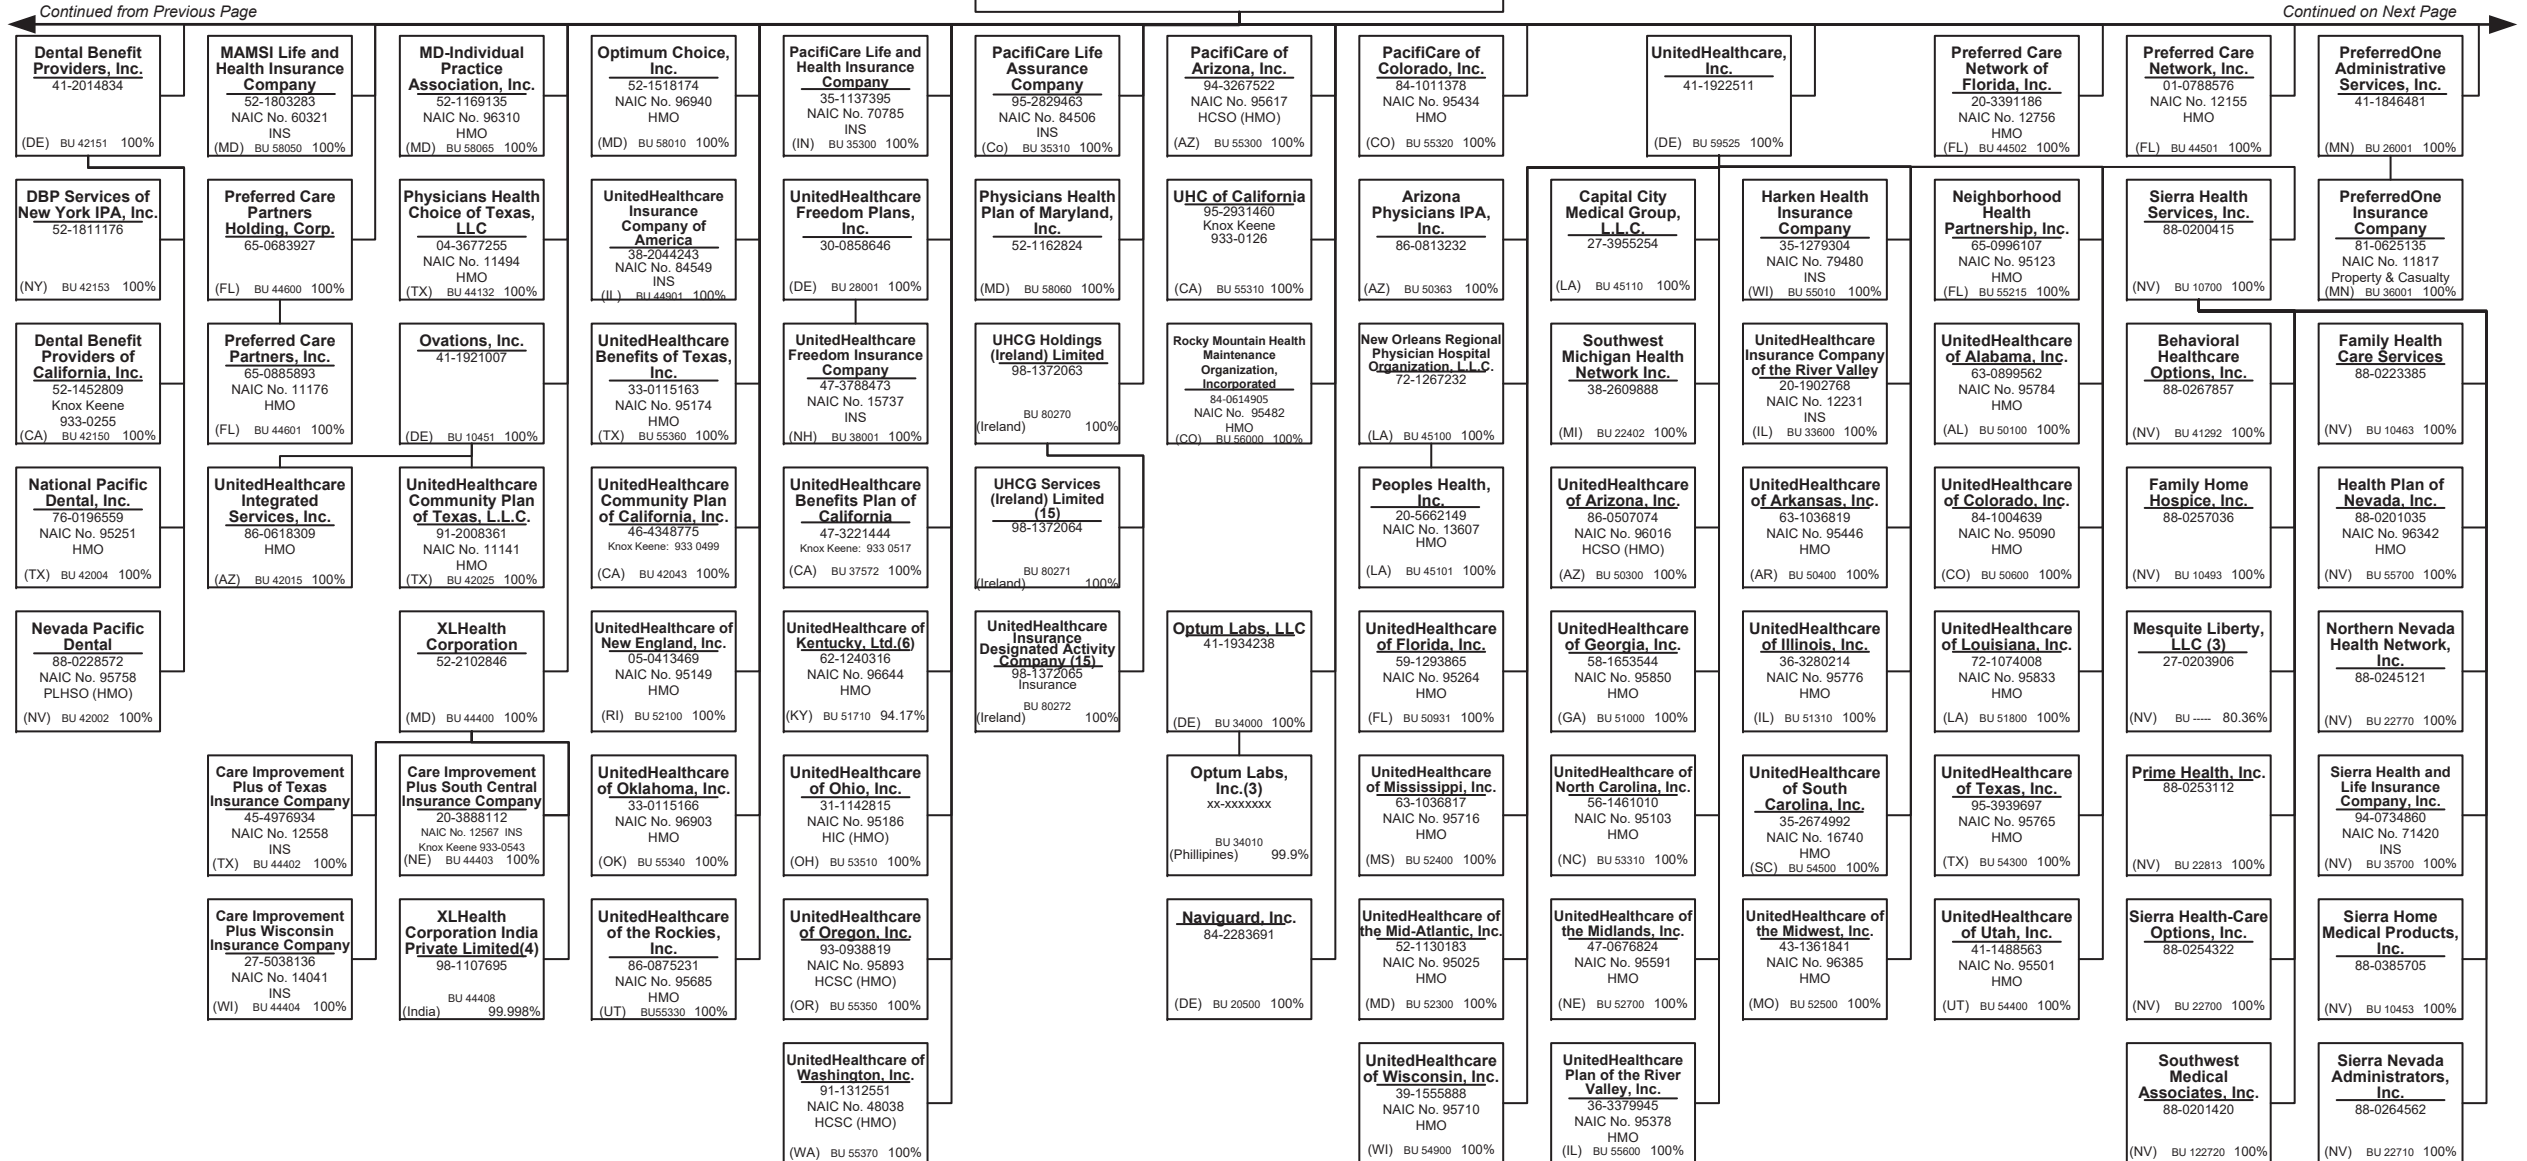 Continued from Previous Page
Continued on Next Page
Dental Benefit
Providers, Inc.
41-2014834
(DE) BU 42151 100%
MAMSI Life and
Health Insurance
Company
52-1803283
NAIC No. 60321
INS
(MD) BU 58050 100%
MD-Individual
Practice
Association, Inc.
52-1169135
NAIC No. 96310
HMO
(MD) BU 58065 100%
Optimum Choice,
Inc.
52-1518174
NAIC No. 96940
HMO
(MD) BU 58010 100%
PacifiCare Life and
Health Insurance
Company
35-1137395
NAIC No. 70785
INS
(IN) BU 35300 100%
PacifiCare Life
Assurance
Company
95-2829463
NAIC No. 84506
INS
(Co) BU 35310 100%
PacifiCare of
Arizona, Inc.
94-3267522
NAIC No. 95617
HCSO (HMO)
(AZ) BU 55300 100%
PacifiCare of
Colorado, Inc.
84-1011378
NAIC No. 95434
HMO
(CO) BU 55320 100%
UnitedHealthcare,
Inc.
41-1922511
(DE) BU 59525 100%
Preferred Care
Network of
Florida, Inc.
20-3391186
NAIC No. 12756
HMO
(FL) BU 44502 100%
Preferred Care
Network, Inc.
01-0788576
NAIC No. 12155
HMO
(FL) BU 44501 100%
PreferredOne
Administrative
Services, Inc.
41-1846481
(MN) BU 26001 100%
DBP Services of
New York IPA, Inc.
52-1811176
(NY) BU 42153 100%
Preferred Care
Partners
Holding, Corp.
65-0683927
(FL) BU 44600 100%
Physicians Health
Choice of Texas,
LLC
04-3677255
NAIC No. 11494
HMO
(TX) BU 44132 100%
UnitedHealthcare
Insurance
Company of
America
38-2044243
NAIC No. 84549
INS
(IL) BU 44901 100%
UnitedHealthcare
Freedom Plans,
Inc.
30-0858646
(DE) BU 28001 100%
Physicians Health
Plan of Maryland,
Inc.
52-1162824
(MD) BU 58060 100%
UHC of California
95-2931460
Knox Keene
933-0126
(CA) BU 55310 100%
Arizona
Physicians IPA,
Inc.
86-0813232
(AZ) BU 50363 100%
Capital City
Medical Group,
L.L.C.
27-3955254
(LA) BU 45110 100%
Harken Health
Insurance
Company
35-1279304
NAIC No. 79480
INS
(WI) BU 55010 100%
Neighborhood
Health
Partnership, Inc.
65-0996107
NAIC No. 95123
HMO
(FL) BU 55215 100%
Sierra Health
Services, Inc.
88-0200415
(NV) BU 10700 100%
PreferredOne
Insurance
Company
81-0625135
NAIC No. 11817
Property & Casualty
(MN) BU 36001 100%
Dental Benefit
Providers of
California, Inc.
52-1452809
Knox Keene
933-0255
(CA) BU 42150 100%
Preferred Care
Partners, Inc.
65-0885893
NAIC No. 11176
HMO
(FL) BU 44601 100%
Ovations, Inc.
41-1921007
(DE) BU 10451 100%
UnitedHealthcare
Benefits of Texas,
Inc.
33-0115163
NAIC No. 95174
HMO
(TX) BU 55360 100%
UnitedHealthcare
Freedom Insurance
Company
47-3788473
NAIC No. 15737
INS
(NH) BU 38001 100%
UHCG Holdings
(Ireland) Limited
98-1372063
BU 80270
(Ireland) 100%
Rocky Mountain Health
Maintenance
Organization,
Incorporated
84-0614905
NAIC No. 95482
HMO
(CO) BU 56000 100%
New Orleans Regional
Physician Hospital
Organization, L.L.C.
72-1267232
(LA) BU 45100 100%
Southwest
Michigan Health
Network Inc.
38-2609888
(MI) BU 22402 100%
UnitedHealthcare
Insurance Company
of the River Valley
20-1902768
NAIC No. 12231
INS
(IL) BU 33600 100%
UnitedHealthcare
of Alabama, Inc.
63-0899562
NAIC No. 95784
HMO
(AL) BU 50100 100%
Behavioral
Healthcare
Options, Inc.
88-0267857
(NV) BU 41292 100%
Family Health
Care Services
88-0223385
(NV) BU 10463 100%
National Pacific
Dental, Inc.
76-0196559
NAIC No. 95251
HMO
(TX) BU 42004 100%
UnitedHealthcare
Integrated
Services, Inc.
86-0618309
HMO
(AZ) BU 42015 100%
UnitedHealthcare
Community Plan
of Texas, L.L.C.
91-2008361
NAIC No. 11141
HMO
(TX) BU 42025 100%
UnitedHealthcare
Community Plan
of California, Inc.
46-4348775
Knox Keene: 933 0499
(CA) BU 42043 100%
UnitedHealthcare
Benefits Plan of
California
47-3221444
Knox Keene: 933 0517
(CA) BU 37572 100%
UHCG Services
(Ireland) Limited
(15)
98-1372064
BU 80271
(Ireland) 100%
Peoples Health,
Inc.
20-5662149
NAIC No. 13607
HMO
(LA) BU 45101 100%
UnitedHealthcare
of Arizona, Inc.
86-0507074
NAIC No. 96016
HCSO (HMO)
(AZ) BU 50300 100%
UnitedHealthcare
of Arkansas, Inc.
63-1036819
NAIC No. 95446
HMO
(AR) BU 50400 100%
UnitedHealthcare
of Colorado, Inc.
84-1004639
NAIC No. 95090
HMO
(CO) BU 50600 100%
Family Home
Hospice, Inc.
88-0257036
(NV) BU 10493 100%
Health Plan of
Nevada, Inc.
88-0201035
NAIC No. 96342
HMO
(NV) BU 55700 100%
Nevada Pacific
Dental
88-0228572
NAIC No. 95758
PLHSO (HMO)
(NV) BU 42002 100%
XLHealth
Corporation
52-2102846
(MD) BU 44400 100%
UnitedHealthcare of
New England, Inc.
05-0413469
NAIC No. 95149
HMO
(RI) BU 52100 100%
UnitedHealthcare of
Kentucky, Ltd.(6)
62-1240316
NAIC No. 96644
HMO
(KY) BU 51710 94.17%
UnitedHealthcare
Insurance
Designated Activity
Company (15)
98-1372065
Insurance
BU 80272
(Ireland) 100%
Optum Labs, LLC
41-1934238
(DE) BU 34000 100%
UnitedHealthcare
of Florida, Inc.
59-1293865
NAIC No. 95264
HMO
(FL) BU 50931 100%
UnitedHealthcare
of Georgia, Inc.
58-1653544
NAIC No. 95850
HMO
(GA) BU 51000 100%
UnitedHealthcare
of Illinois, Inc.
36-3280214
NAIC No. 95776
HMO
(IL) BU 51310 100%
UnitedHealthcare
of Louisiana, Inc.
72-1074008
NAIC No. 95833
HMO
(LA) BU 51800 100%
Mesquite Liberty,
LLC (3)
27-0203906
(NV) BU ----- 80.36%
Northern Nevada
Health Network,
Inc.
88-0245121
(NV) BU 22770 100%
Care Improvement
Plus of Texas
Insurance Company
45-4976934
NAIC No. 12558
INS
(TX) BU 44402 100%
Care Improvement
Plus South Central
Insurance Company
20-3888112
NAIC No. 12567 INS
Knox Keene 933-0543
(NE) BU 44403 100%
UnitedHealthcare
of Oklahoma, Inc.
33-0115166
NAIC No. 96903
HMO
(OK) BU 55340 100%
UnitedHealthcare
of Ohio, Inc.
31-1142815
NAIC No. 95186
HIC (HMO)
(OH) BU 53510 100%
Optum Labs,
Inc.(3)
xx-xxxxxxx
BU 34010
(Phillipines) 99.9%
UnitedHealthcare
of Mississippi, Inc.
63-1036817
NAIC No. 95716
HMO
(MS) BU 52400 100%
UnitedHealthcare of
North Carolina, Inc.
56-1461010
NAIC No. 95103
HMO
(NC) BU 53310 100%
UnitedHealthcare
of South
Carolina, Inc.
35-2674992
NAIC No. 16740
HMO
(SC) BU 54500 100%
UnitedHealthcare
of Texas, Inc.
95-3939697
NAIC No. 95765
HMO
(TX) BU 54300 100%
Prime Health, Inc.
88-0253112
(NV) BU 22813 100%
Sierra Health and
Life Insurance
Company, Inc.
94-0734860
NAIC No. 71420
INS
(NV) BU 35700 100%
Care Improvement
Plus Wisconsin
Insurance Company
27-5038136
NAIC No. 14041
INS
(WI) BU 44404 100%
XLHealth
Corporation India
Private Limited(4)
98-1107695
BU 44408
(India) 99.998%
UnitedHealthcare
of the Rockies,
Inc.
86-0875231
NAIC No. 95685
HMO
(UT) BU55330 100%
UnitedHealthcare
of Oregon, Inc.
93-0938819
NAIC No. 95893
HCSC (HMO)
(OR) BU 55350 100%
Naviguard, Inc.
84-2283691
(DE) BU 20500 100%
UnitedHealthcare of
the Mid-Atlantic, Inc.
52-1130183
NAIC No. 95025
HMO
(MD) BU 52300 100%
UnitedHealthcare of
the Midlands, Inc.
47-0676824
NAIC No. 95591
HMO
(NE) BU 52700 100%
UnitedHealthcare of
the Midwest, Inc.
43-1361841
NAIC No. 96385
HMO
(MO) BU 52500 100%
UnitedHealthcare
of Utah, Inc.
41-1488563
NAIC No. 95501
HMO
(UT) BU 54400 100%
Sierra Health-Care
Options, Inc.
88-0254322
(NV) BU 22700 100%
Sierra Home
Medical Products,
Inc.
88-0385705
(NV) BU 10453 100%
UnitedHealthcare of
Washington, Inc.
91-1312551
NAIC No. 48038
HCSC (HMO)
(WA) BU 55370 100%
UnitedHealthcare
of Wisconsin, Inc.
39-1555888
NAIC No. 95710
HMO
(WI) BU 54900 100%
UnitedHealthcare
Plan of the River
Valley, Inc.
36-3379945
NAIC No. 95378
HMO
(IL) BU 55600 100%
Southwest
Medical
Associates, Inc.
88-0201420
(NV) BU 122720 100%
Sierra Nevada
Administrators,
Inc.
88-0264562
(NV) BU 22710 100%